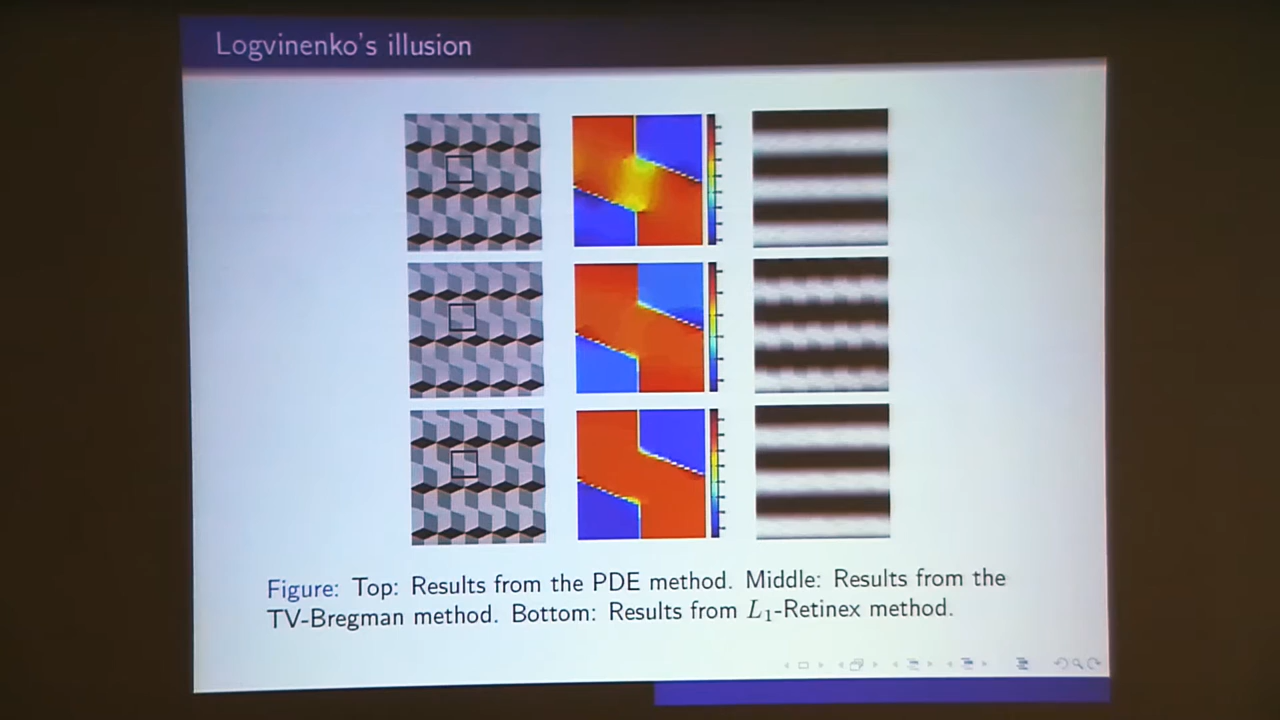 Logvinenko's illusion
Figure: Top: Results from the PDE method. Middle: Results from the
TV-Bregman method. Bottom: Results from L₁-Retinex method.